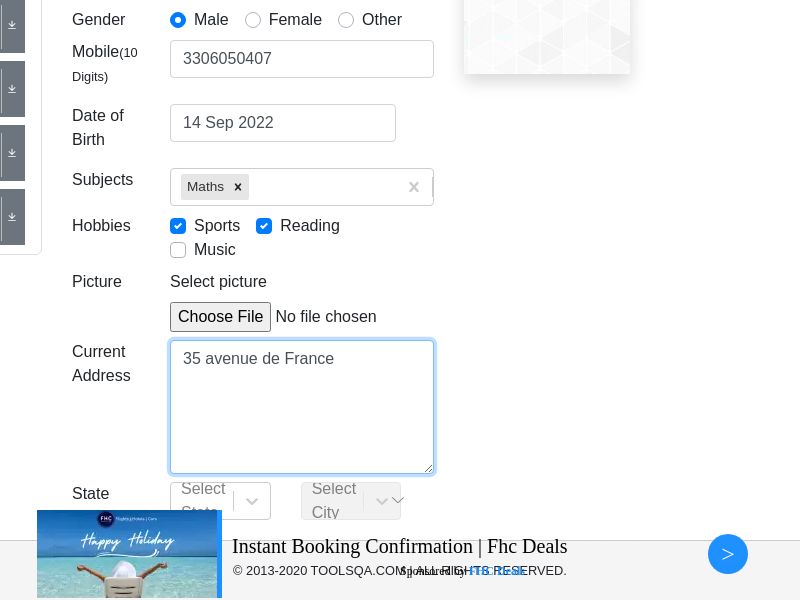 Gender Male Female Other
Mobile(10 Digits) 3306050407
Date of Birth 14 Sep 2022
Subjects Maths
Hobbies Sports Reading
Music
Picture Select picture
Choose File No file chosen
Current Address 35 avenue de France
State Select State Select City
FHC
Happy Holiday
Instant Booking Confirmation | Fhc Deals
© 2013-2020 TOOLSQA.COM | ALL RIGHTS RESERVED.
Sponsored by FHC Deals
>